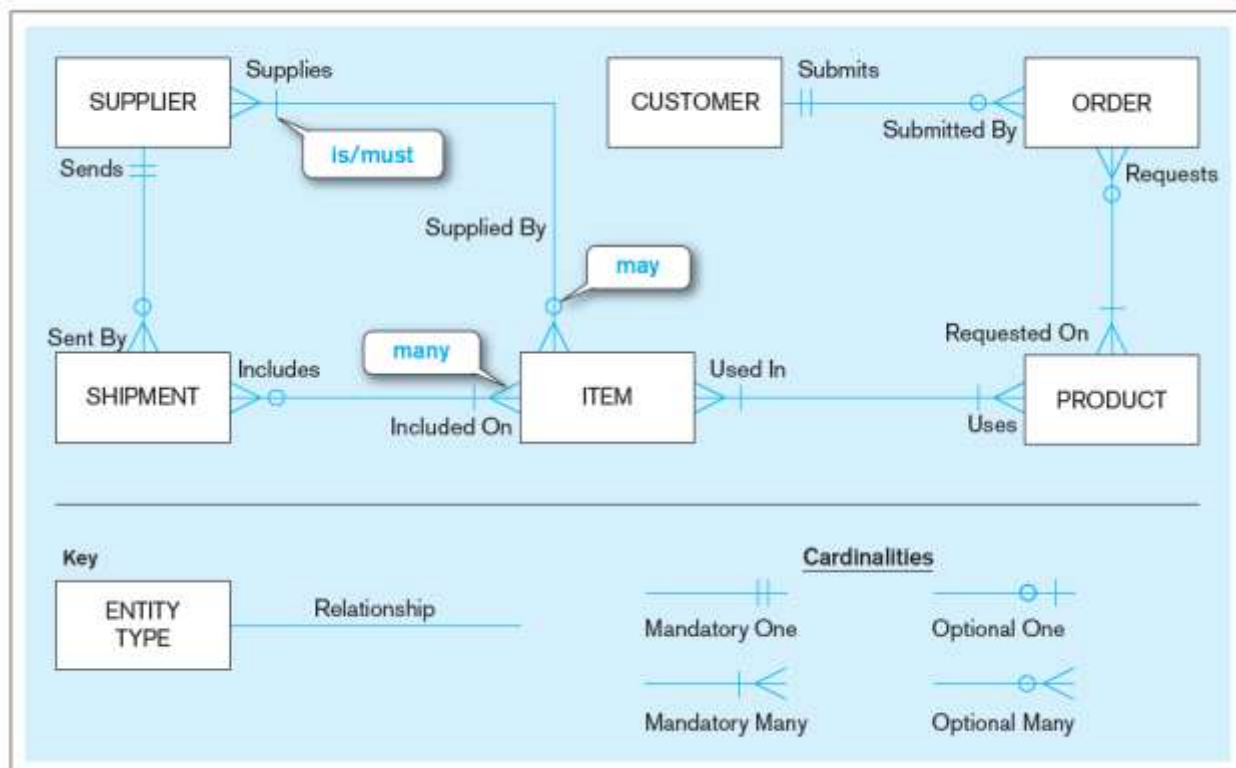 Supplies
SUPPLIER
is/must
Sends
Supplied By
may
Submits
CUSTOMER
ORDER
Submitted By
Requests
Sent By
Includes
SHIPMENT
many
Included On
ITEM
Used In
Requested On
PRODUCT
Uses
Key
ENTITY
TYPE
Relationship
Cardinalities
Mandatory One
Optional One
Mandatory Many
Optional Many